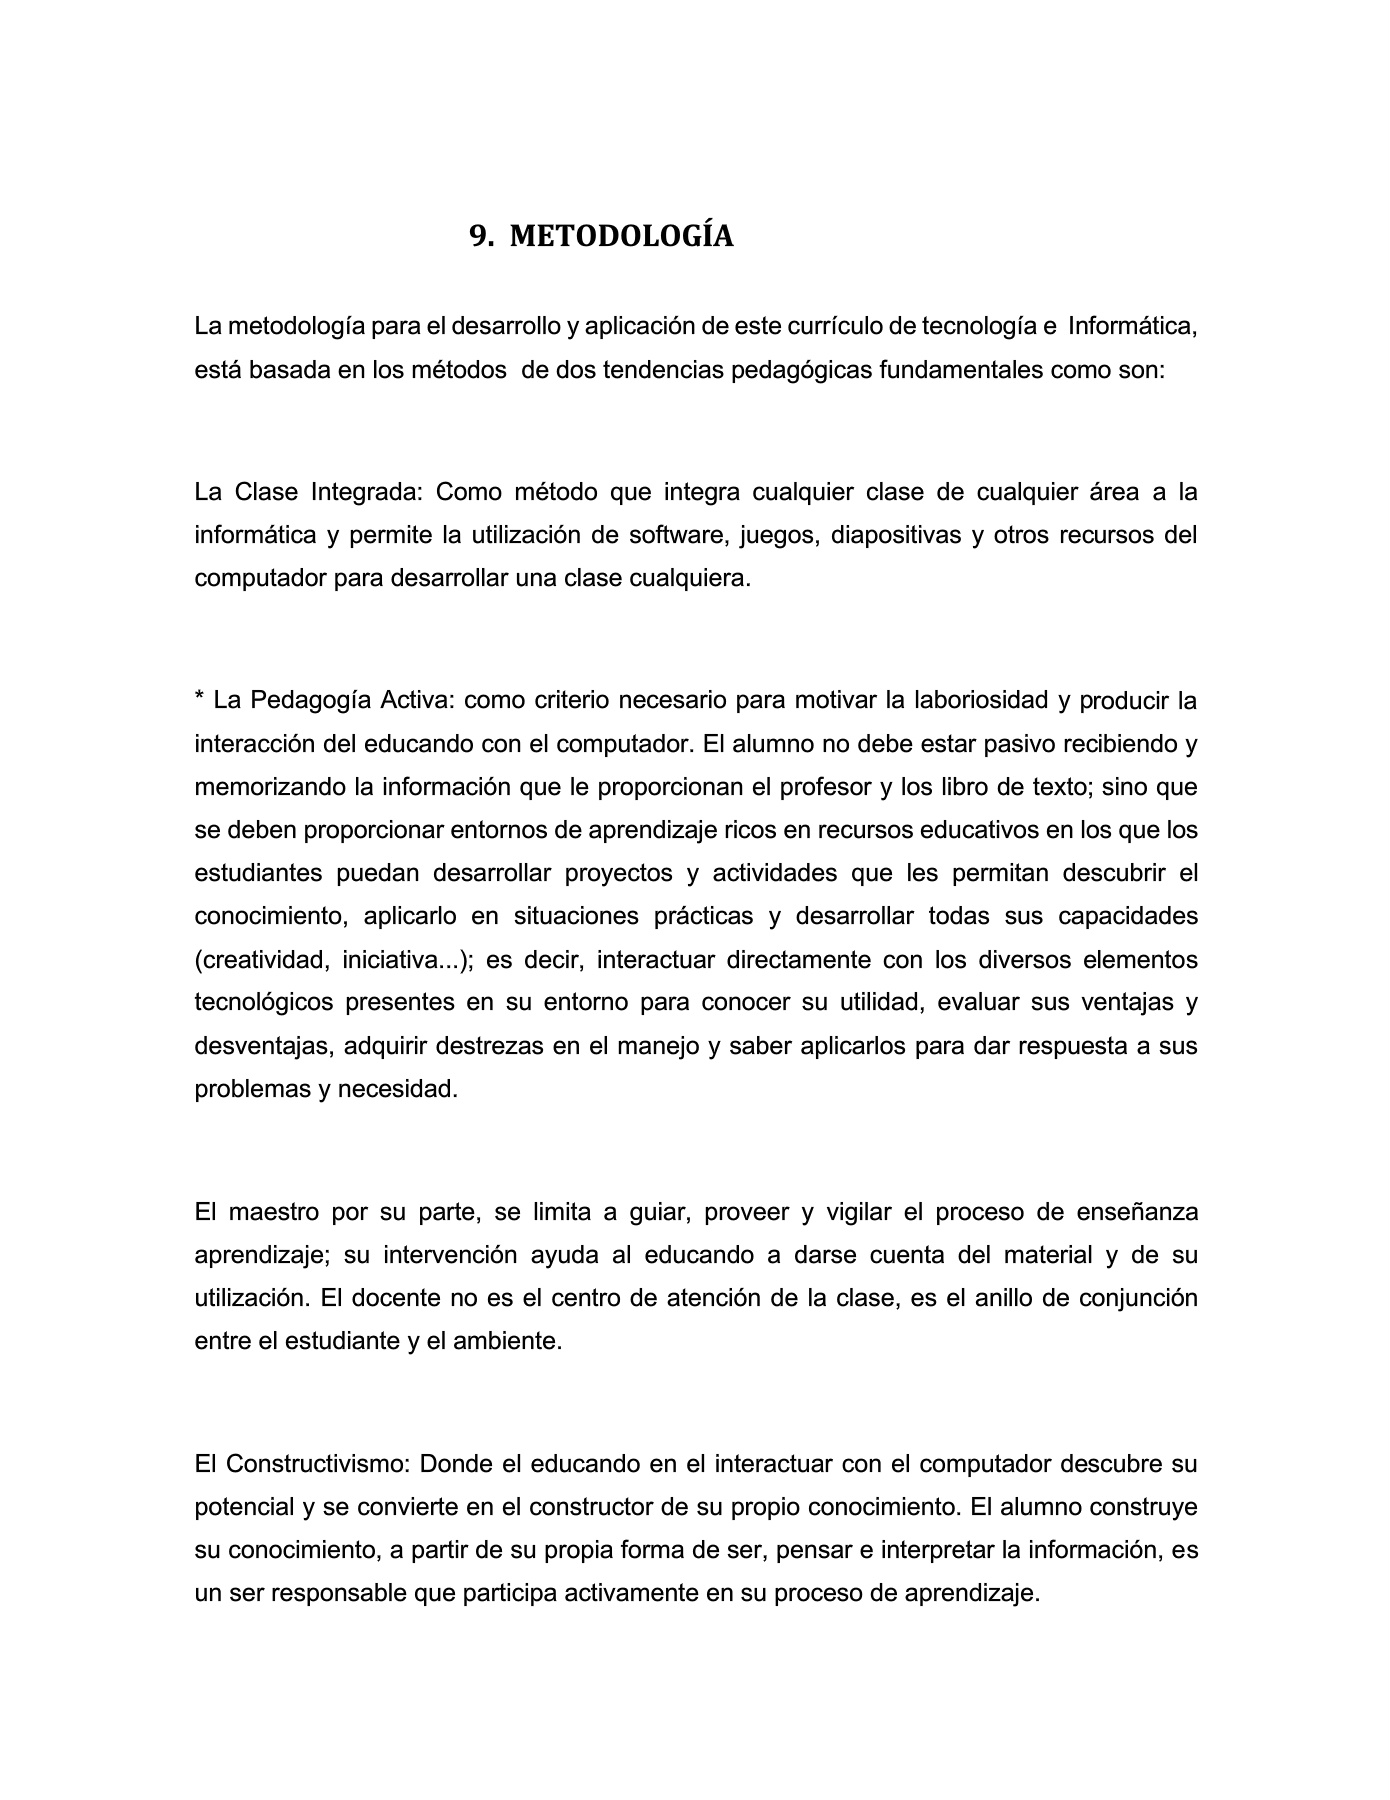 9. METODOLOGÍA
La metodología para el desarrollo y aplicación de este currículo de tecnología e Informática,
está basada en los métodos de dos tendencias pedagógicas fundamentales como son:
La Clase Integrada: Como método que integra cualquier clase de cualquier área a la
informática y permite la utilización de software, juegos, diapositivas y otros recursos del
computador para desarrollar una clase cualquiera.
* La Pedagogía Activa: como criterio necesario para motivar la laboriosidad y producir la
interacción del educando con el computador. El alumno no debe estar pasivo recibiendo y
memorizando la información que le proporcionan el profesor y los libro de texto; sino que
se deben proporcionar entornos de aprendizaje ricos en recursos educativos en los que los
estudiantes puedan desarrollar proyectos y actividades que les permitan descubrir el
conocimiento, aplicarlo en situaciones prácticas y desarrollar todas sus capacidades
(creatividad, iniciativa...); es decir, interactuar directamente con los diversos elementos
tecnológicos presentes en su entorno para conocer su utilidad, evaluar sus ventajas y
desventajas, adquirir destrezas en el manejo y saber aplicarlos para dar respuesta a sus
problemas y necesidad.
El maestro por su parte, se limita a guiar, proveer y vigilar el proceso de enseñanza
aprendizaje; su intervención ayuda al educando a darse cuenta del material y de su
utilización. El docente no es el centro de atención de la clase, es el anillo de conjunción
entre el estudiante y el ambiente.
El Constructivismo: Donde el educando en el interactuar con el computador descubre su
potencial y se convierte en el constructor de su propio conocimiento. El alumno construye
su conocimiento, a partir de su propia forma de ser, pensar e interpretar la información, es
un ser responsable que participa activamente en su proceso de aprendizaje.